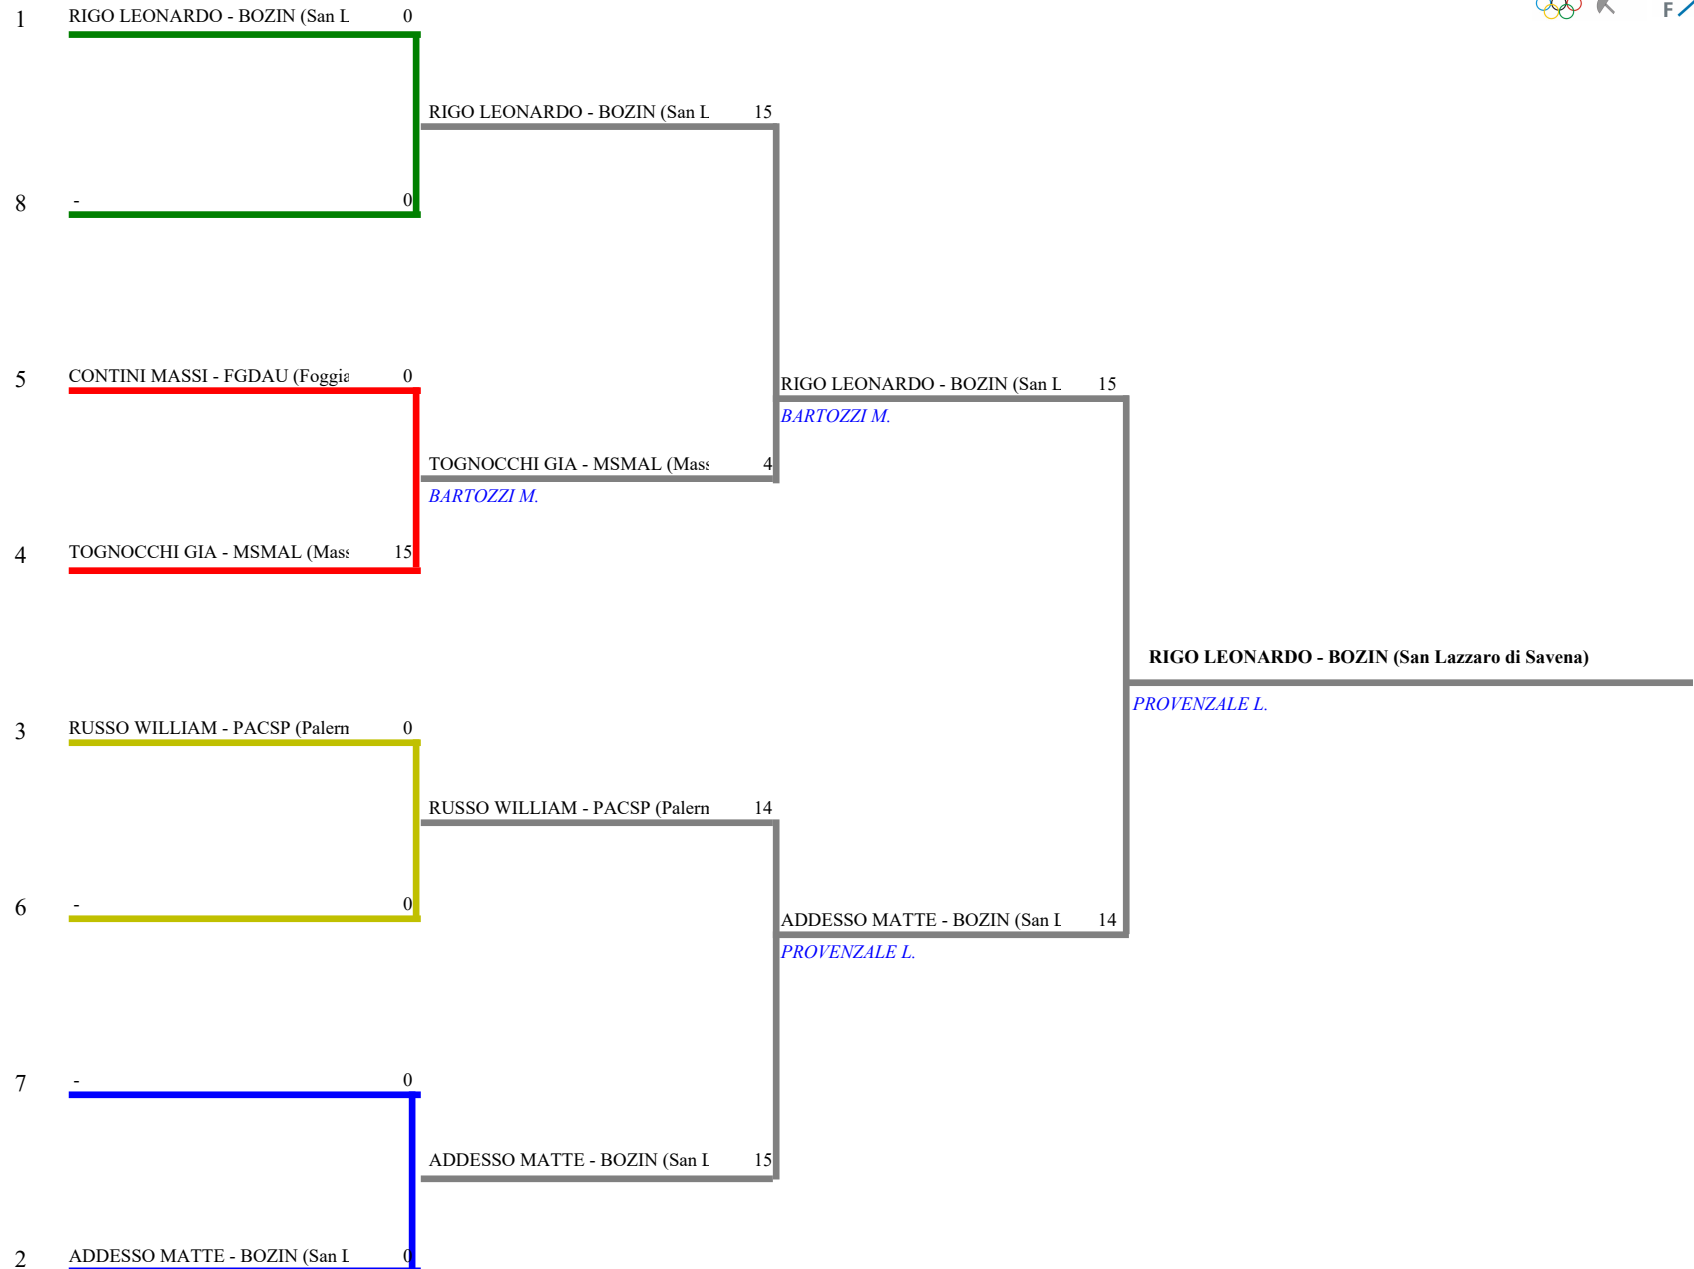 1 RIGO LEONARDO - BOZIN (San L 0
F
RIGO LEONARDO - BOZIN (San L 15
8 - 0
5 CONTINI MASSI - FGDAU (Foggia 0
RIGO LEONARDO - BOZIN (San L 15
BARTOZZI M.
TOGNOCCHI GIA - MSMAL (Mass 4
BARTOZZI M.
4 TOGNOCCHI GIA - MSMAL (Mass 15
RIGO LEONARDO - BOZIN (San Lazzaro di Savena)
PROVENZALE L.
3 RUSSO WILLIAM - PACSP (Palern 0
RUSSO WILLIAM - PACSP (Palern 14
6 - 0
ADDESSO MATTE - BOZIN (San L 14
PROVENZALE L.
7 - 0
ADDESSO MATTE - BOZIN (San L 15
2 ADDESSO MATTE - BOZIN (San L 0